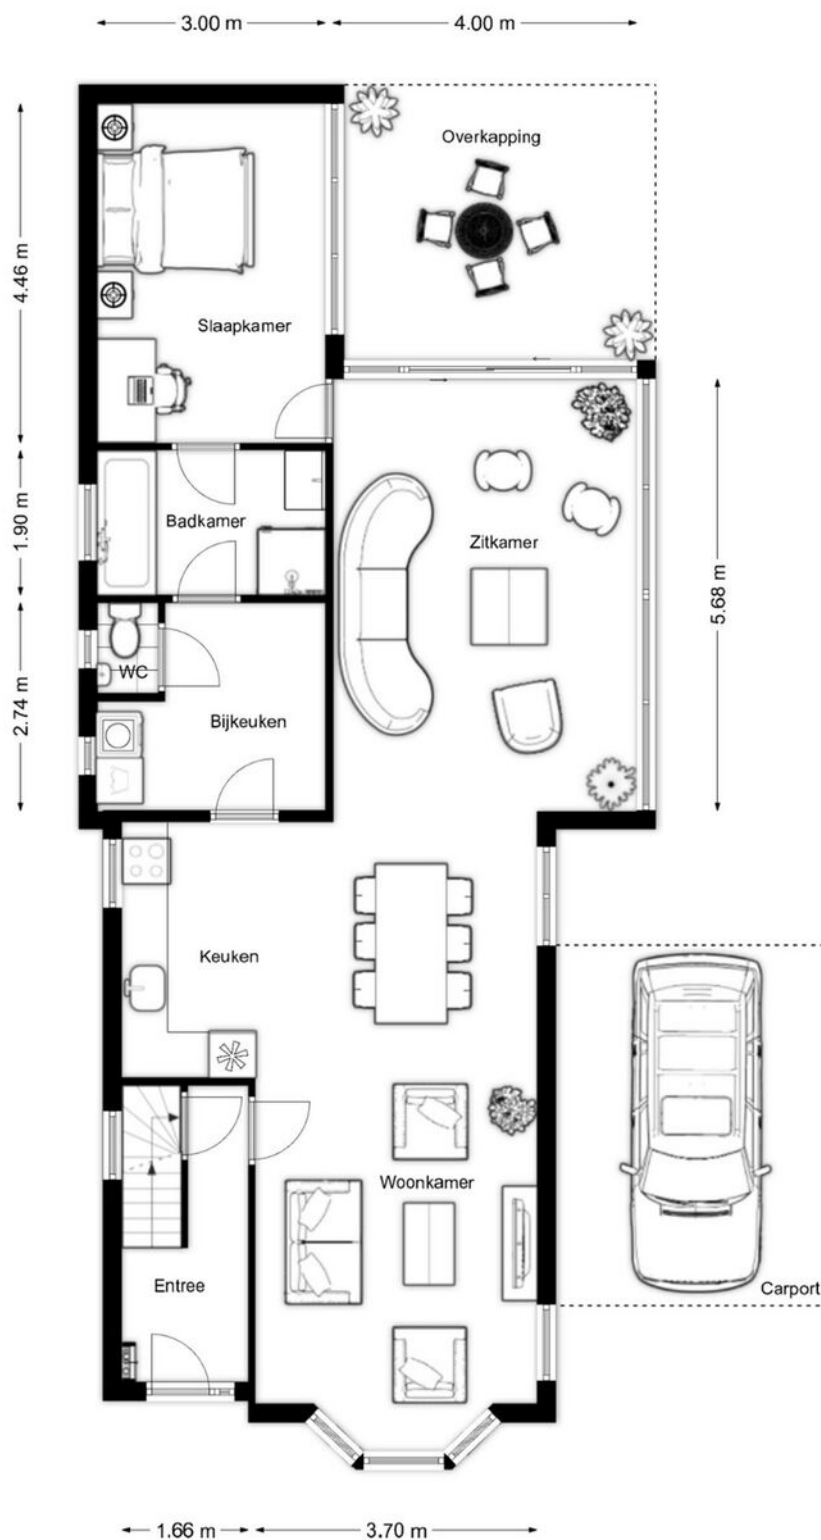 3.00 m
4.00 m
Overkapping
4.46 m
Slaapkamer
1.90 m
Badkamer
Zitkamer
5.68 m
WC
2.74 m
Bijkeuken
Keuken
Woonkamer
Entree
Carport
1.66 m
3.70 m